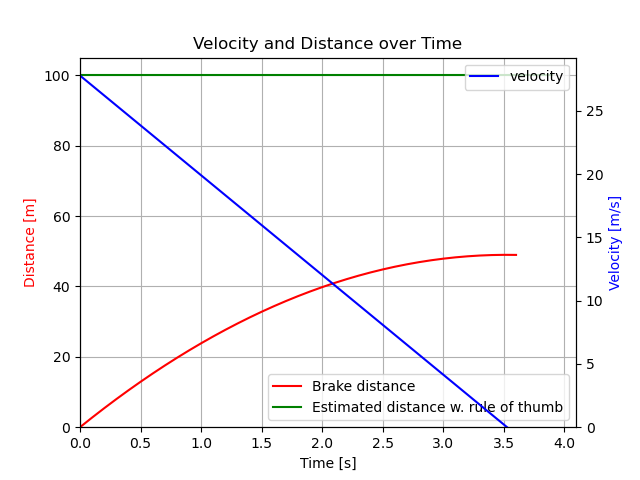 Velocity and Distance over Time
velocity
100
80
60
40
20
0
25
20
15
10
5
0
Distance [m]
Velocity [m/s]
Brake distance
Estimated distance w. rule of thumb
0.0 0.5 1.0 1.5 2.0 2.5 3.0 3.5 4.0
Time [s]